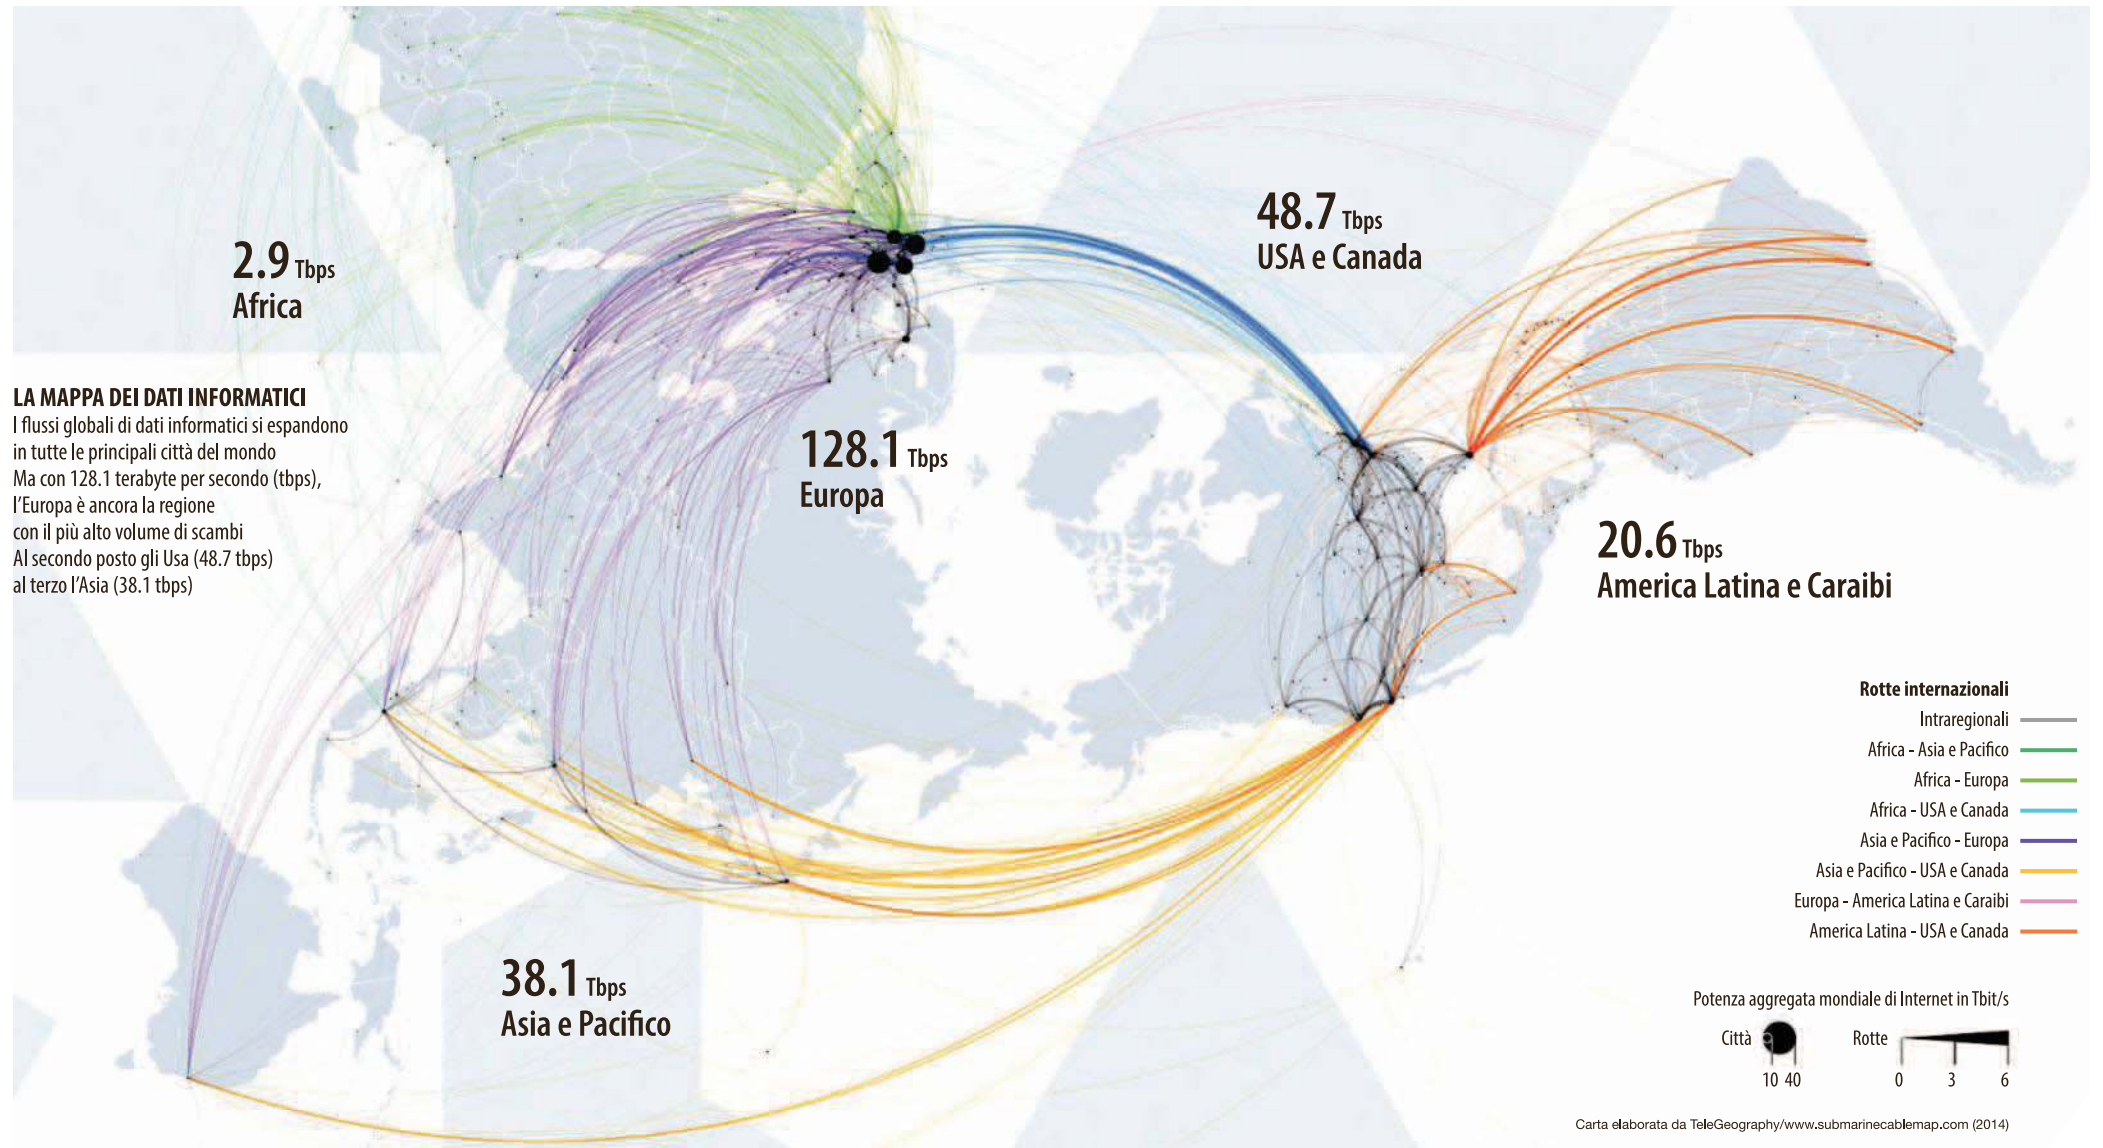 48.7 Tbps
USA e Canada
2.9 Tbps
Africa
LA MAPPA DEI DATI INFORMATICI
I flussi globali di dati informatici si espandono
in tutte le principali città del mondo
Ma con 128.1 terabyte per secondo (tbps),
l'Europa è ancora la regione
con il più alto volume di scambi
Al secondo posto gli Usa (48.7 tbps)
al terzo l'Asia (38.1 tbps)
128.1 Tbps
Europa
20.6 Tbps
America Latina e Caraibi
38.1 Tbps
Asia e Pacifico
Rotte internazionali
Intraregionali
Africa - Asia e Pacifico
Africa - Europa
Africa - USA e Canada
Asia e Pacifico - Europa
Asia e Pacifico - USA e Canada
Europa - America Latina e Caraibi
America Latina - USA e Canada
Potenza aggregata mondiale di Internet in Tbit/s
Città Rotte
10 40 0 3 6
Carta elaborata da TeleGeography/www.submarinecablemap.com (2014)